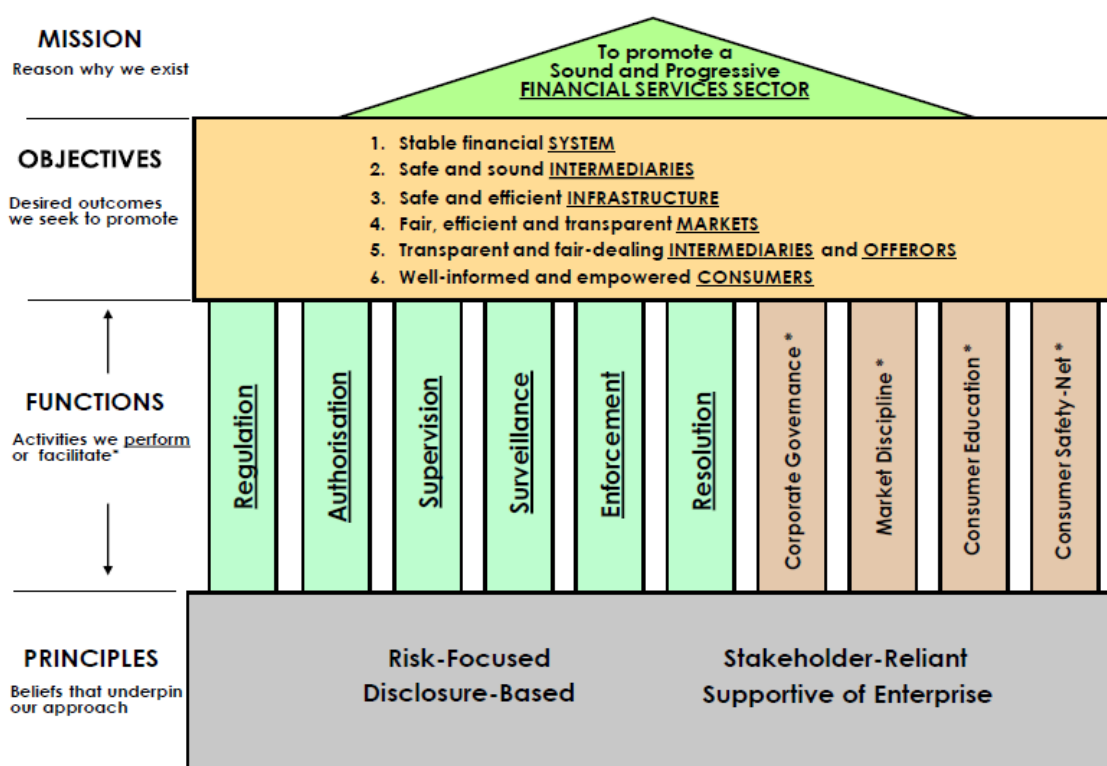 MISSION
Reason why we exist
To promote a
Sound and Progressive
FINANCIAL SERVICES SECTOR
OBJECTIVES
Desired outcomes
we seek to promote
1. Stable financial SYSTEM
2. Safe and sound INTERMEDIARIES
3. Safe and efficient INFRASTRUCTURE
4. Fair, efficient and transparent MARKETS
5. Transparent and fair-dealing INTERMEDIARIES and OFFERORS
6. Well-informed and empowered CONSUMERS
FUNCTIONS
Activities we perform
or facilitate*
Regulation
Authorisation
Supervision
Surveillance
Enforcement
Resolution
Corporate Governance *
Market Discipline *
Consumer Education *
Consumer Safety-Net *
PRINCIPLES
Beliefs that underpin
our approach
Risk-Focused
Disclosure-Based
Stakeholder-Reliant
Supportive of Enterprise